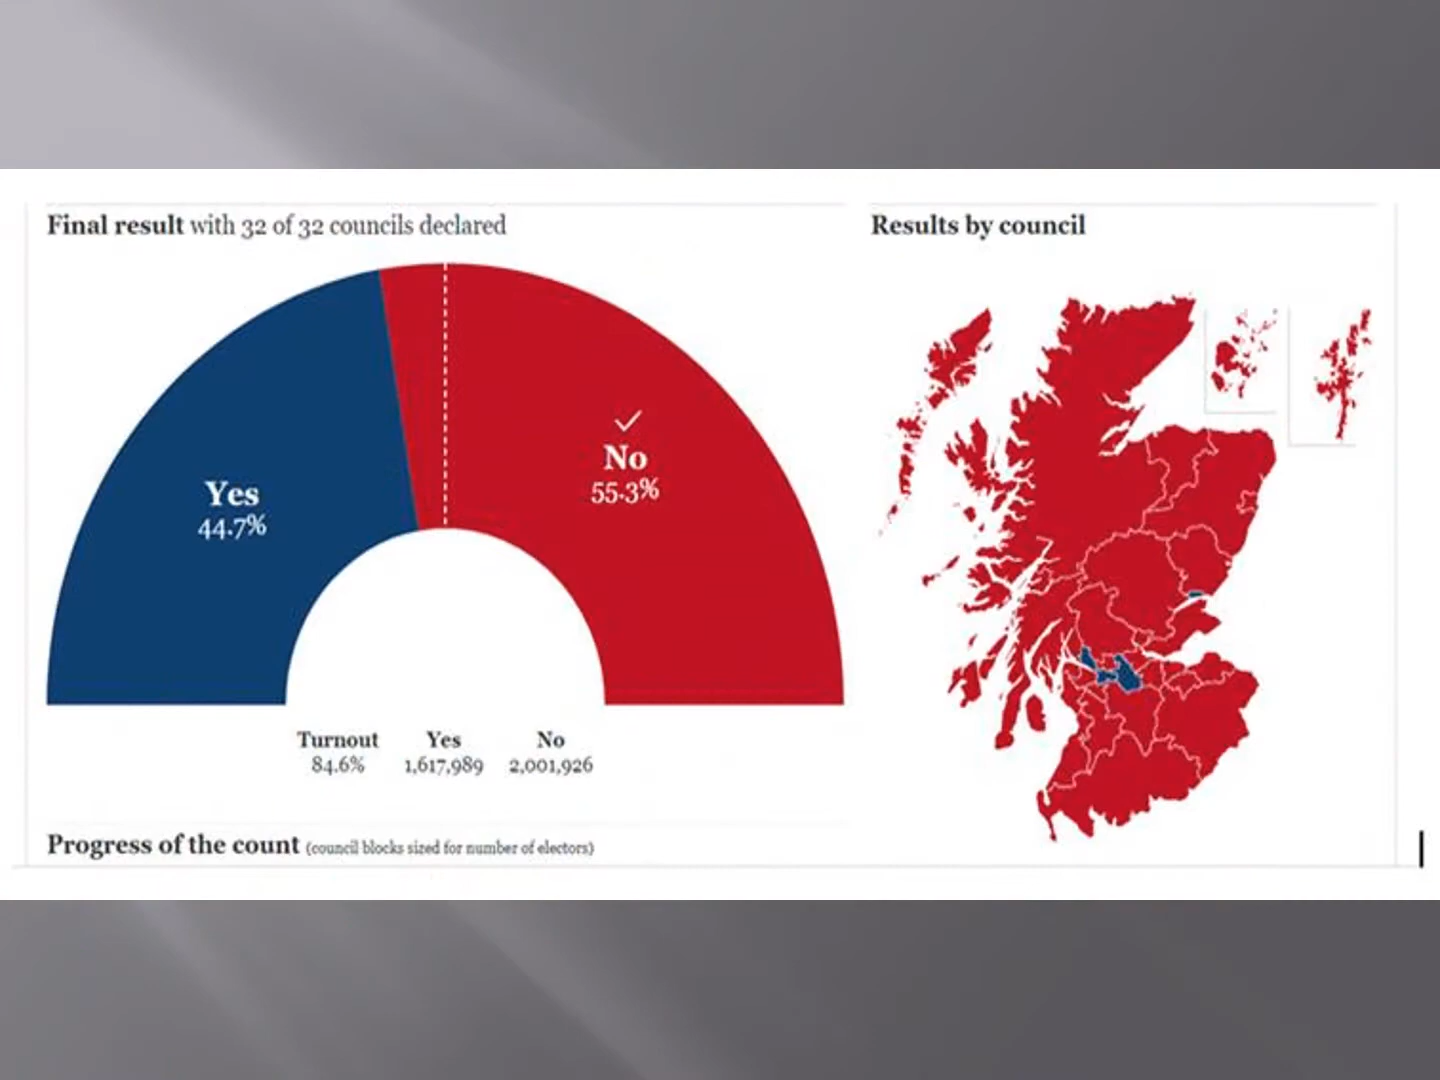 Final result with 32 of 32 councils declared
Results by council
Yes
44.7%
No
55.3%
Turnout Yes No
84.6% 1,617,989 2,001,926
Progress of the count (council blocks sized for number of electors)